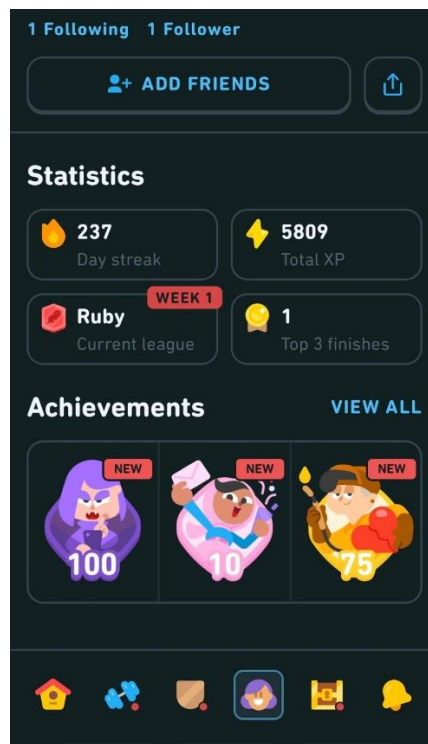 1 Following 1 Follower
ADD FRIENDS
Statistics
237
Day streak
5809
Total XP
WEEK 1
Ruby
Current league
1
Top 3 finishes
Achievements VIEW ALL
NEW NEW NEW
100 10 75